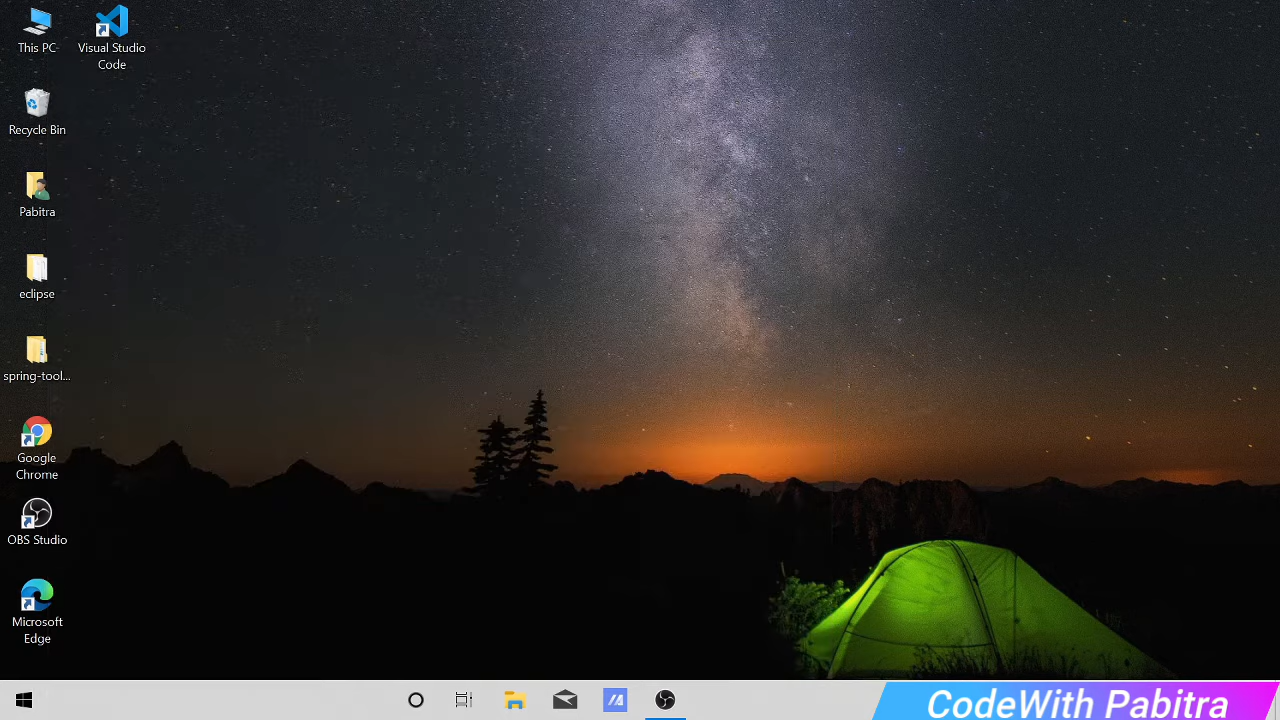 This PC
Visual Studio
Code
Recycle Bin
Pabitra
eclipse
spring-tool...
Google
Chrome
OBS Studio
Microsoft
Edge
CodeWith Pabitra